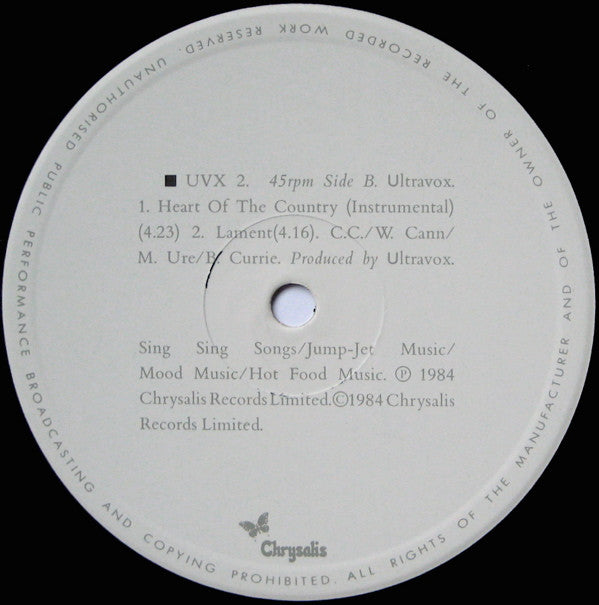 ■ UVX 2. 45rpm Side B. Ultravox.
1. Heart Of The Country (Instrumental)
(4.23) 2. Lament(4.16). C.C./W. Cann/
M. Ure/B. Currie. Produced by Ultravox.
Sing Sing Songs/Jump-Jet Music/
Mood Music/Hot Food Music. Ⓟ 1984
Chrysalis Records Limited.©1984 Chrysalis
Records Limited.
Chrysalis
ALL RIGHTS OF THE MANUFACTURER AND OF THE OWNER OF THE RECORDED WORK RESERVED. UNAUTHORISED PUBLIC PERFORMANCE BROADCASTING AND COPYING PROHIBITED.